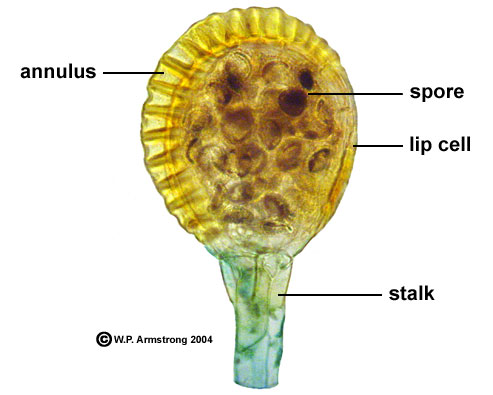 annulus
spore
lip cell
stalk
© W.P. Armstrong 2004